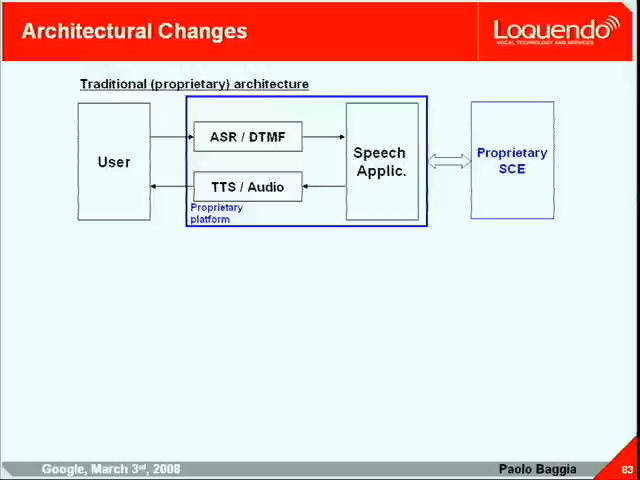 Architectural Changes
Loquendo
VOCAL TECHNOLOGY AND SERVICES
Traditional (proprietary) architecture
User
ASR / DTMF
TTS / Audio
Proprietary
platform
Speech
Applic.
Proprietary
SCE
Google, March 3rd, 2008
Paolo Baggia
83